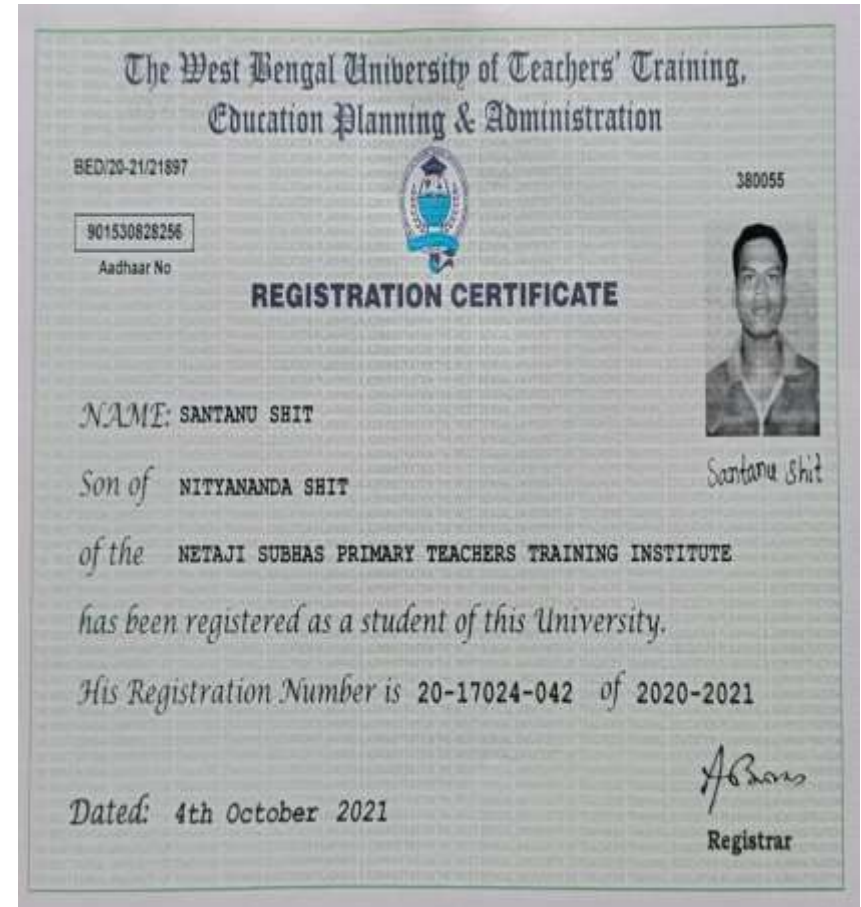 The West Bengal University of Teachers' Training,
Education Planning & Administration
BED/20-21/21897
380055
901530828256
Aadhaar No
REGISTRATION CERTIFICATE
NAME: SANTANU SHIT
Santanu Shit
Son of NITYANANDA SHIT
of the NETAJI SUBHAS PRIMARY TEACHERS TRAINING INSTITUTE
has been registered as a student of this University.
His Registration Number is 20-17024-042 of 2020-2021
Dated: 4th October 2021
Registrar